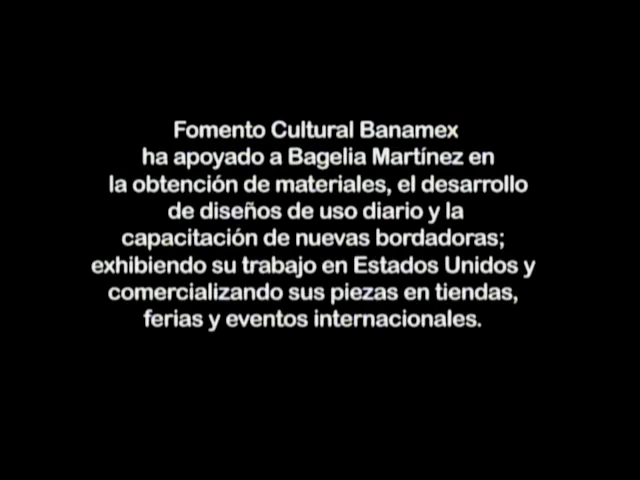 Fomento Cultural Banamex
ha apoyado a Bagelia Martínez en
la obtención de materiales, el desarrollo
de diseños de uso diario y la
capacitación de nuevas bordadoras;
exhibiendo su trabajo en Estados Unidos y
comercializando sus piezas en tiendas,
ferias y eventos internacionales.